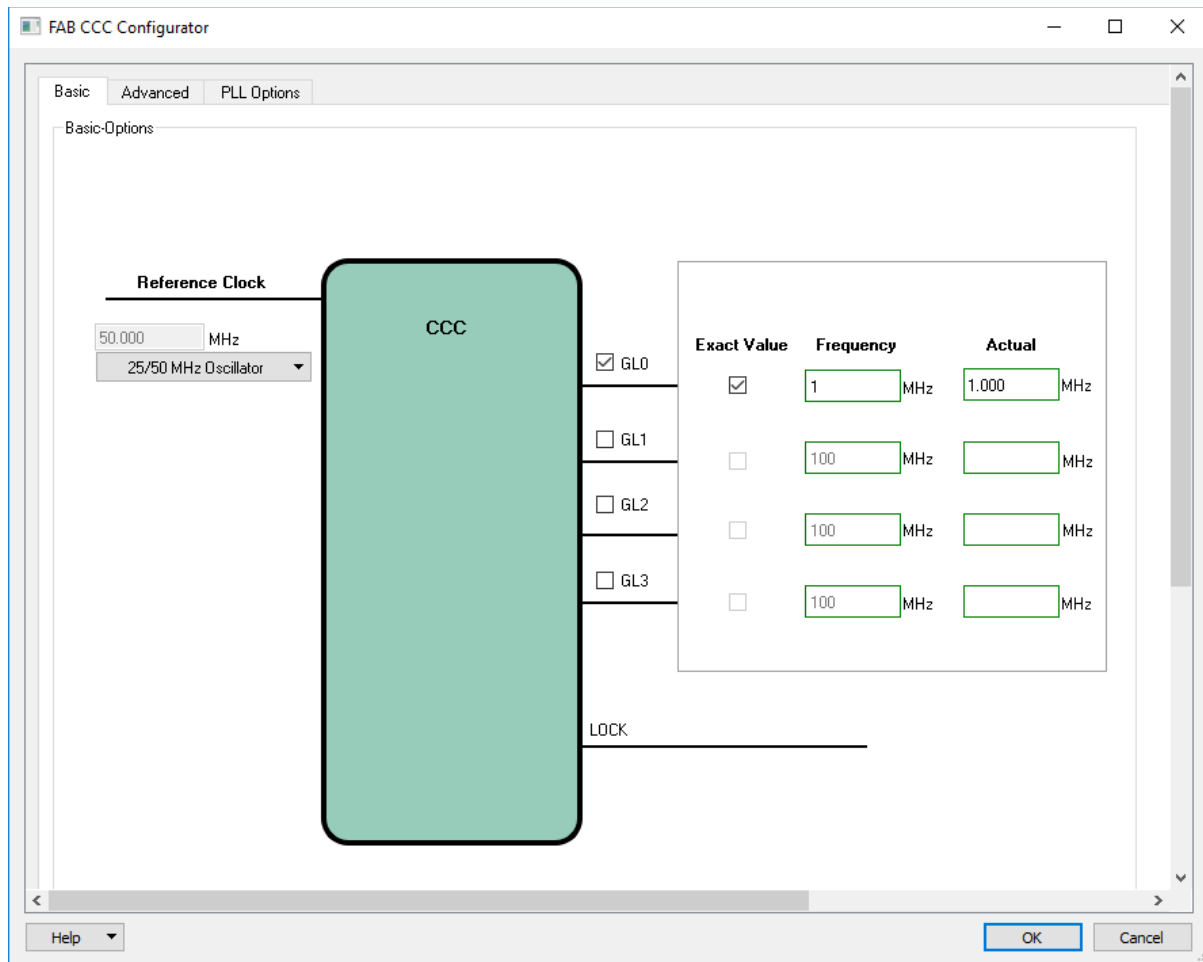 FAB CCC Configurator
Basic Advanced PLL Options
Basic-Options
Reference Clock
50.000 MHz
25/50 MHz Oscillator
CCC
Exact Value Frequency Actual
GL0 1 MHz 1.000 MHz
GL1 100 MHz MHz
GL2 100 MHz MHz
GL3 100 MHz MHz
LOCK
Help OK Cancel